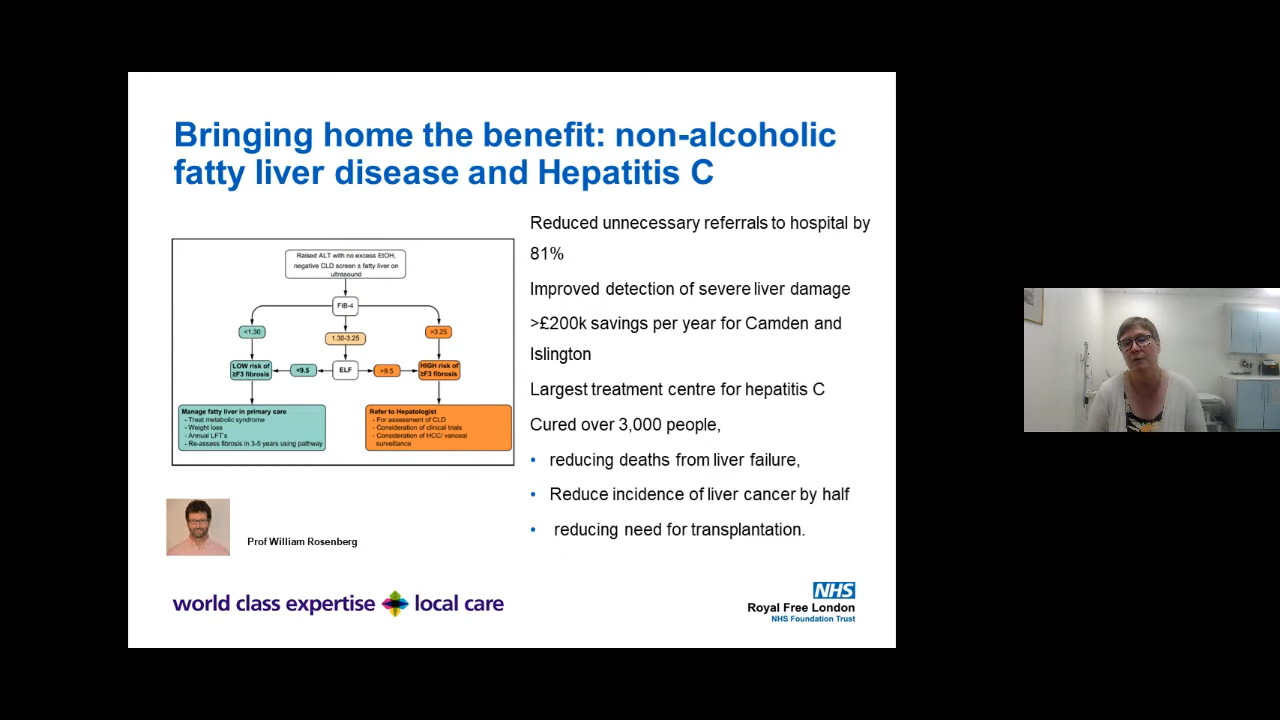 Bringing home the benefit: non-alcoholic
fatty liver disease and Hepatitis C
Raised ALT with no excess EtOH,
negative CLD screen ± fatty liver on
ultrasound
FIB-4
<1.30
1.30-3.25
>3.25
LOW risk of
≥F3 fibrosis
<9.5
ELF
>9.5
HIGH risk of
≥F3 fibrosis
Manage fatty liver in primary care
- Treat metabolic syndrome
- Weight loss
- Annual LFT's
- Re-assess fibrosis in 3-5 years using pathway
Refer to Hepatologist
- For assessment of CLD
- Consideration of clinical trials
- Consideration of HCC/ variceal
surveillance
Reduced unnecessary referrals to hospital by
81%
Improved detection of severe liver damage
>£200k savings per year for Camden and
Islington
Largest treatment centre for hepatitis C
Cured over 3,000 people,
• reducing deaths from liver failure,
• Reduce incidence of liver cancer by half
• reducing need for transplantation.
Prof William Rosenberg
world class expertise local care
NHS
Royal Free London
NHS Foundation Trust